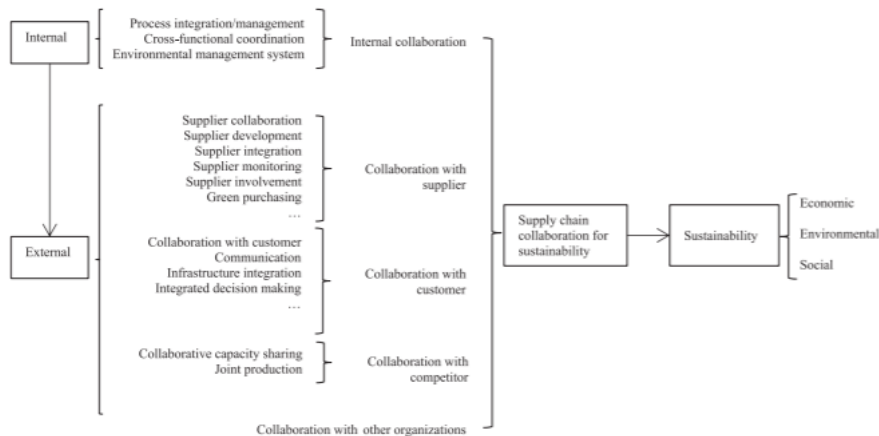 Internal
Process integration/management
Cross-functional coordination
Environmental management system
Internal collaboration
External
Supplier collaboration
Supplier development
Supplier integration
Supplier monitoring
Supplier involvement
Green purchasing
...
Collaboration with
supplier
Collaboration with customer
Communication
Infrastructure integration
Integrated decision making
...
Collaboration with
customer
Collaborative capacity sharing
Joint production
Collaboration with
competitor
Collaboration with other organizations
Supply chain
collaboration for
sustainability
Sustainability
Economic
Environmental
Social